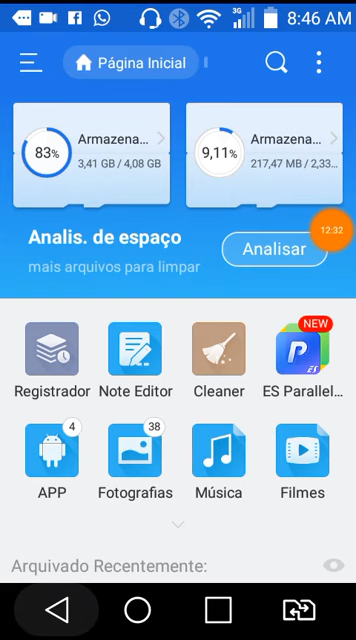 3G 8:46 AM
Página Inicial
83% Armazena... 3,41 GB / 4,08 GB
9,11% Armazena... 217,47 MB / 2,33...
12:32
Analis. de espaço
mais arquivos para limpar
Analisar
NEW
Registrador Note Editor Cleaner ES Parallel...
4 38
APP Fotografias Música Filmes
Arquivado Recentemente: